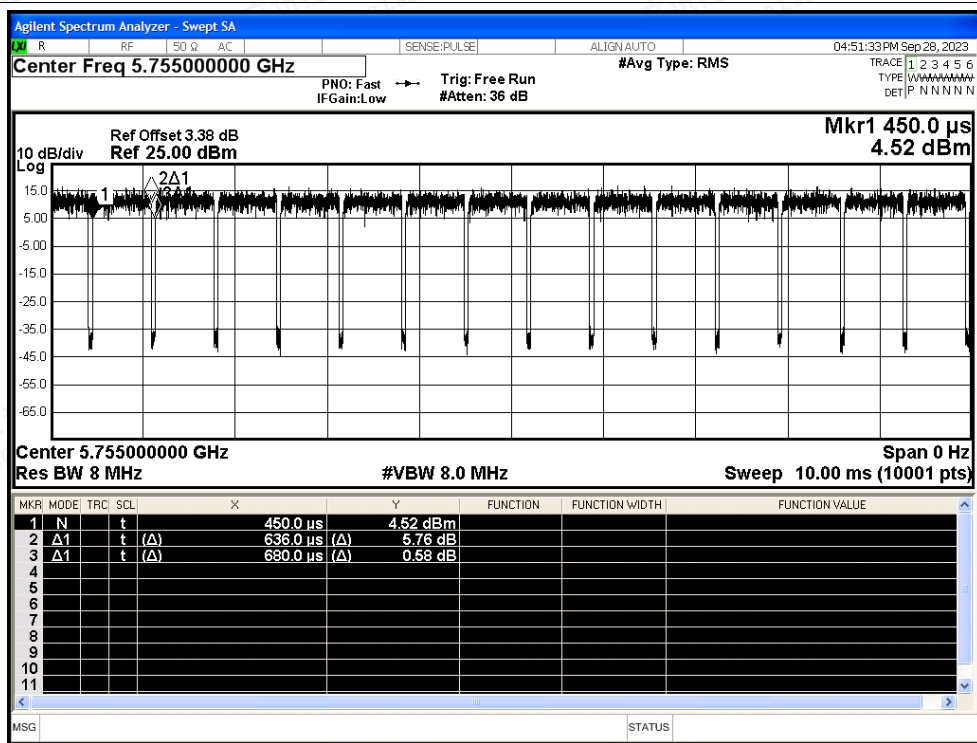 Agilent Spectrum Analyzer - Swept SA
LXI R RF 50 Ω AC SENSE:PULSE ALIGN AUTO 04:51:33 PM Sep 28, 2023
Center Freq 5.755000000 GHz #Avg Type: RMS TRACE 1 2 3 4 5 6
PNO: Fast Trig: Free Run TYPE
IFGain:Low #Atten: 36 dB DET P N N N N N
Mkr1 450.0 µs
Ref Offset 3.38 dB
10 dB/div Ref 25.00 dBm 4.52 dBm
Log
2Δ1
15.0
1
5.00
-5.00
-15.0
-25.0
-35.0
-45.0
-55.0
-65.0
Center 5.755000000 GHz Span 0 Hz
Res BW 8 MHz #VBW 8.0 MHz Sweep 10.00 ms (10001 pts)
MKR MODE TRC SCL X Y FUNCTION FUNCTION WIDTH FUNCTION VALUE
1 N t 450.0 µs 4.52 dBm
2 Δ1 t (Δ) 636.0 µs (Δ) 5.76 dB
3 Δ1 t (Δ) 680.0 µs (Δ) 0.58 dB
4
5
6
7
8
9
10
11
MSG STATUS